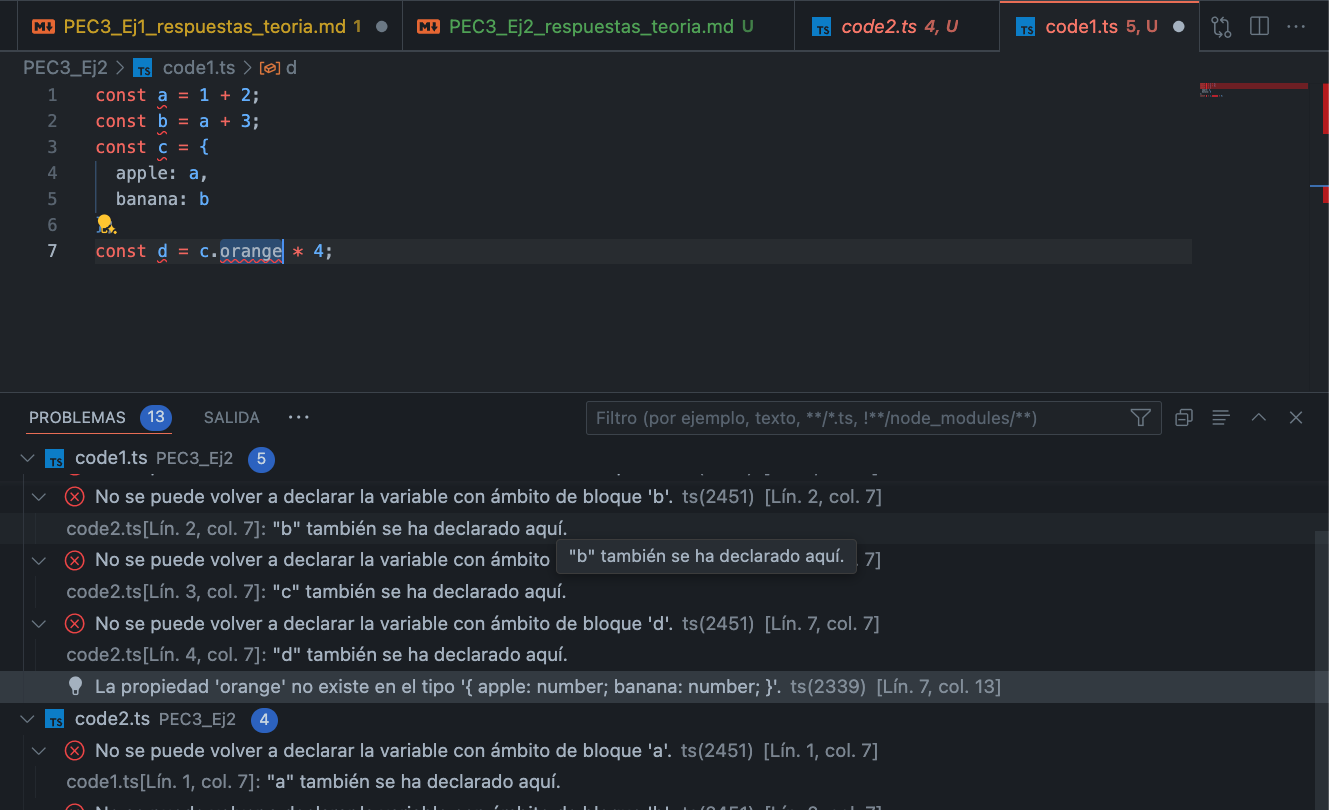 PEC3_Ej1_respuestas_teoria.md 1 PEC3_Ej2_respuestas_teoria.md U TS code2.ts 4, U TS code1.ts 5, U
PEC3_Ej2 > TS code1.ts > d
1 const a = 1 + 2;
2 const b = a + 3;
3 const c = {
4 apple: a,
5 banana: b
6
7 const d = c.orange * 4;
PROBLEMAS 13 SALIDA ··· Filtro (por ejemplo, texto, **/*.ts, !**/node_modules/**)
TS code1.ts PEC3_Ej2 5
No se puede volver a declarar la variable con ámbito de bloque 'b'. ts(2451) [Lín. 2, col. 7]
code2.ts[Lín. 2, col. 7]: "b" también se ha declarado aquí.
"b" también se ha declarado aquí.
No se puede volver a declarar la variable con ámbito 7]
code2.ts[Lín. 3, col. 7]: "c" también se ha declarado aquí.
No se puede volver a declarar la variable con ámbito de bloque 'd'. ts(2451) [Lín. 7, col. 7]
code2.ts[Lín. 4, col. 7]: "d" también se ha declarado aquí.
La propiedad 'orange' no existe en el tipo '{ apple: number; banana: number; }'. ts(2339) [Lín. 7, col. 13]
TS code2.ts PEC3_Ej2 4
No se puede volver a declarar la variable con ámbito de bloque 'a'. ts(2451) [Lín. 1, col. 7]
code1.ts[Lín. 1, col. 7]: "a" también se ha declarado aquí.